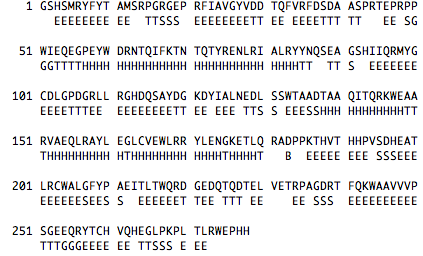 1 GSHSMRYFYT AMSRPGRGEP RFIAVGYVDD TQFVRFDSDA ASPRTEPRPP
EEEEEEEE EE TTSSS EEEEEEEETT EE EEEETTT TT EE SG
51 WIEQEGPEYW DRNTQIFKTN TQTYRENLRI ALRYYNQSEA GSHIIQRMYG
GGTTTTHHHH HHHHHHHHHH HHHHHHHHHH HHHHHTT TT S EEEEEEE
101 CDLGPDGRLL RGHDQSAYDG KDYIALNEDL SSWTAADTAA QITQRKWEAA
EEEETTTEE EEEEEEEETT EE EEE TTS S EEESSHHH HHHHHHHHTT
151 RVAEQLRAYL EGLCVEWLRR YLENGKETLQ RADPPKTHVT HHPVSDHEAT
THHHHHHHHH HTHHHHHHHH HHHHTHHHHT B EEEEE EEE SSSEEE
201 LRCWALGFYP AEITLTWQRD GEDQTQDTEL VETRPAGDRT FQKWAAVVVP
EEEEEESEES S EEEEEET TEE TTT EE EE SSS EEEEEEEEEE
251 SGEEQRYTCH VQHEGLPKPL TLRWEPHH
TTTGGGEEEE EE TTSSS E EE